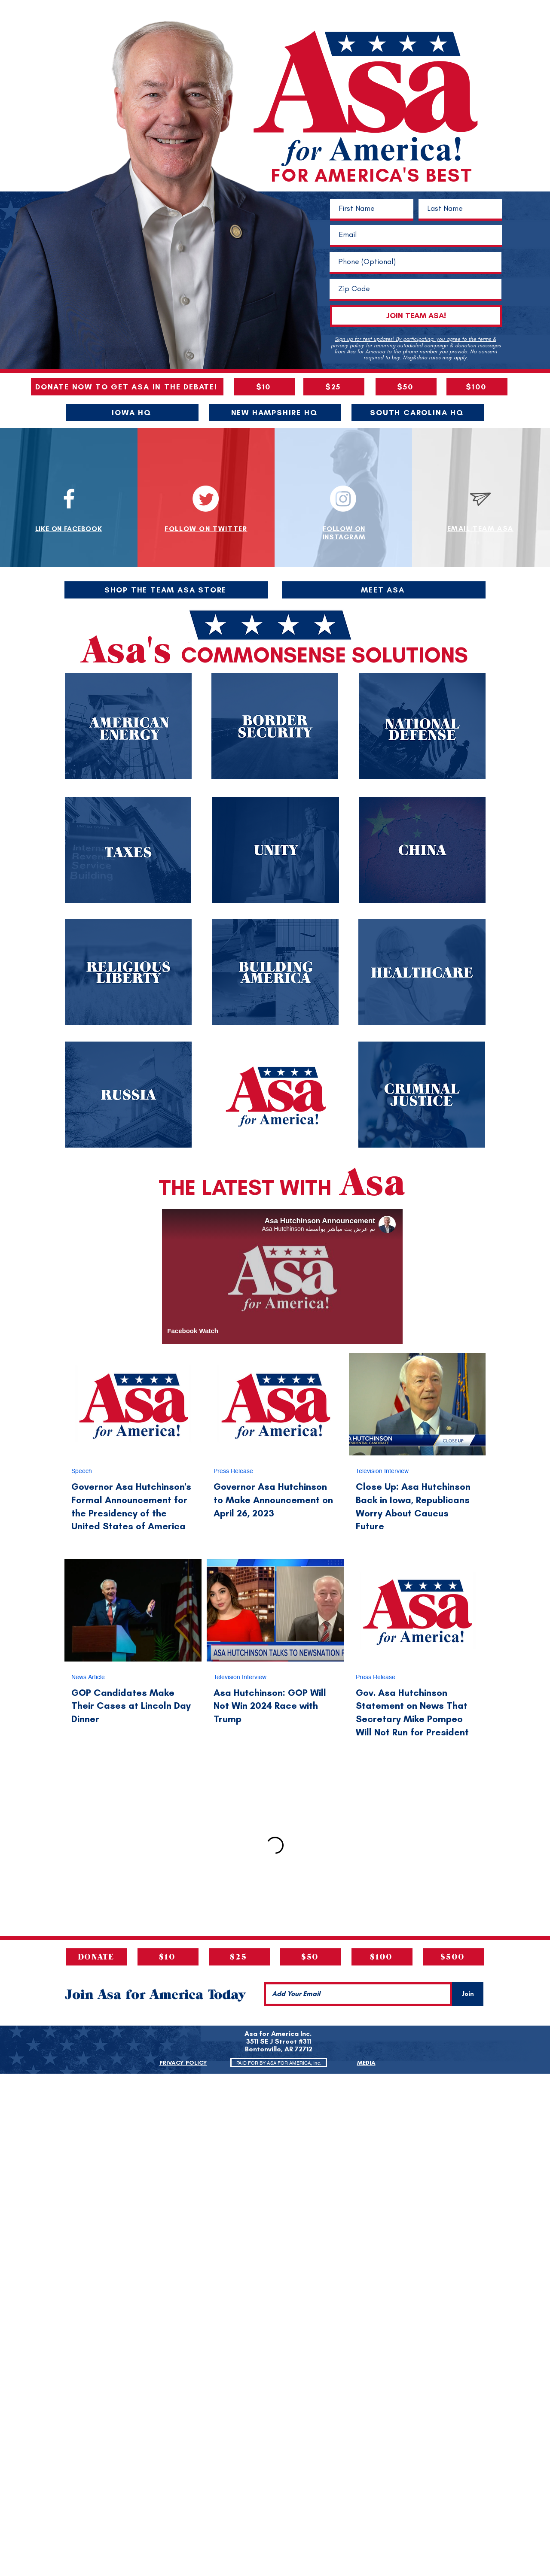 Asa
for America!
FOR AMERICA'S BEST
First Name
Last Name
Email
Phone (Optional)
Zip Code
JOIN TEAM ASA!
Sign up for text updates! By participating, you agree to the terms &
privacy policy for recurring autodialed campaign & donation messages
from Asa for America to the phone number you provide. No consent
required to buy. Msg&data rates may apply.
DONATE NOW TO GET ASA IN THE DEBATE!
$10
$25
$50
$100
IOWA HQ
NEW HAMPSHIRE HQ
SOUTH CAROLINA HQ
LIKE ON FACEBOOK
FOLLOW ON TWITTER
FOLLOW ON
INSTAGRAM
EMAIL TEAM ASA
SHOP THE TEAM ASA STORE
MEET ASA
Asa's COMMONSENSE SOLUTIONS
AMERICAN
ENERGY
BORDER
SECURITY
NATIONAL
DEFENSE
Internal
Revenue
Service
Building
TAXES
UNITY
CHINA
RELIGIOUS
LIBERTY
BUILDING
AMERICA
HEALTHCARE
RUSSIA
Asa
for America!
CRIMINAL
JUSTICE
THE LATEST WITH Asa
Asa Hutchinson Announcement
تم عرض بث مباشر بواسطة Asa Hutchinson
Asa
for America!
Facebook Watch
Asa
for America!
Speech
Governor Asa Hutchinson's
Formal Announcement for
the Presidency of the
United States of America
Asa
for America!
Press Release
Governor Asa Hutchinson
to Make Announcement on
April 26, 2023
A HUTCHINSON
RESIDENTIAL CANDIDATE
CLOSE UP
Television Interview
Close Up: Asa Hutchinson
Back in Iowa, Republicans
Worry About Caucus
Future
News Article
GOP Candidates Make
Their Cases at Lincoln Day
Dinner
ASA HUTCHINSON TALKS TO NEWSNATION F
Television Interview
Asa Hutchinson: GOP Will
Not Win 2024 Race with
Trump
Asa
for America!
Press Release
Gov. Asa Hutchinson
Statement on News That
Secretary Mike Pompeo
Will Not Run for President
DONATE
$10
$25
$50
$100
$500
Join Asa for America Today
Add Your Email
Join
Asa for America Inc.
3511 SE J Street #311
Bentonville, AR 72712
PRIVACY POLICY
PAID FOR BY ASA FOR AMERICA, Inc.
MEDIA